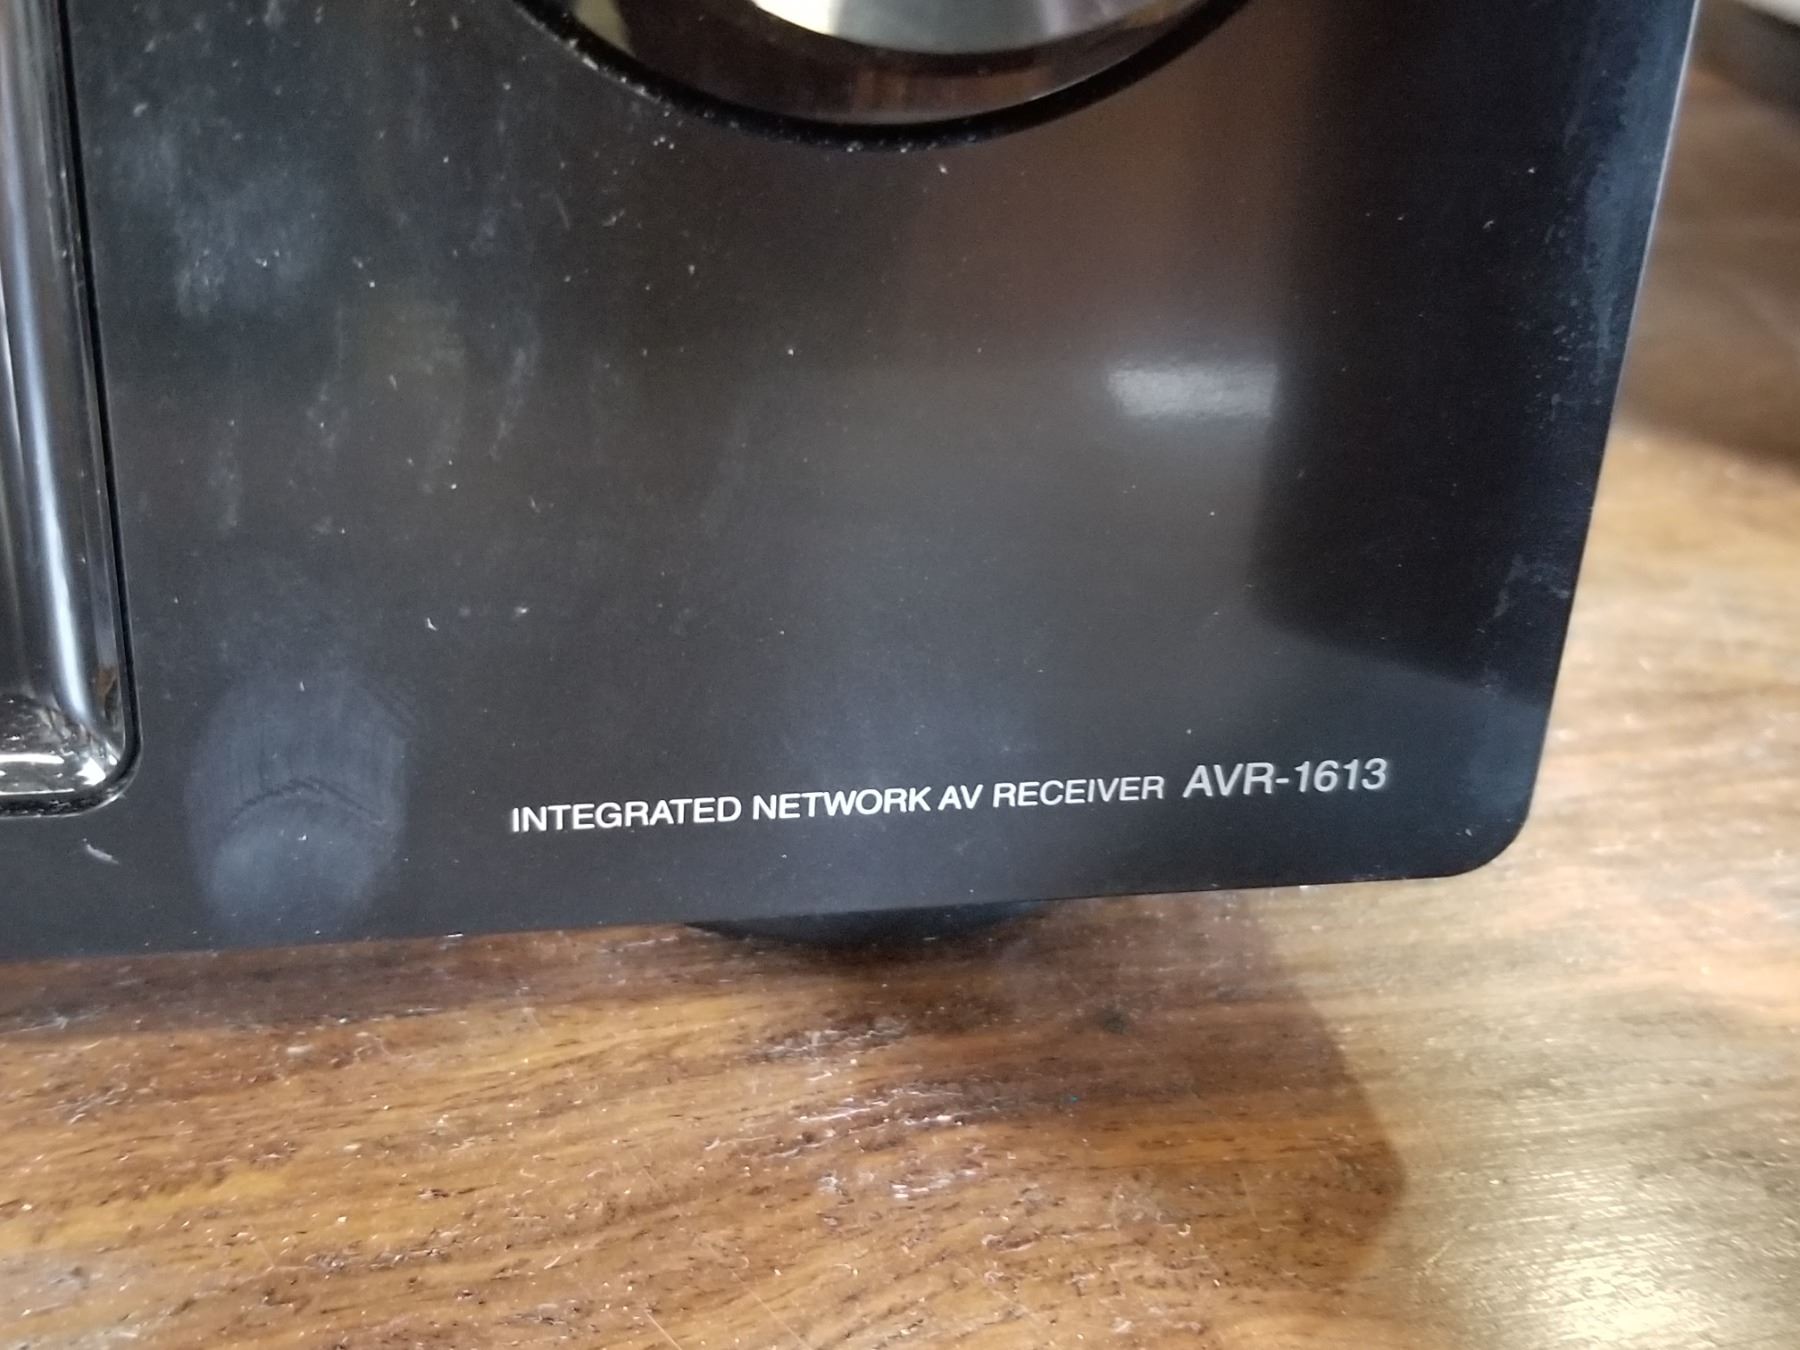 INTEGRATED NETWORK AV RECEIVER AVR-1613